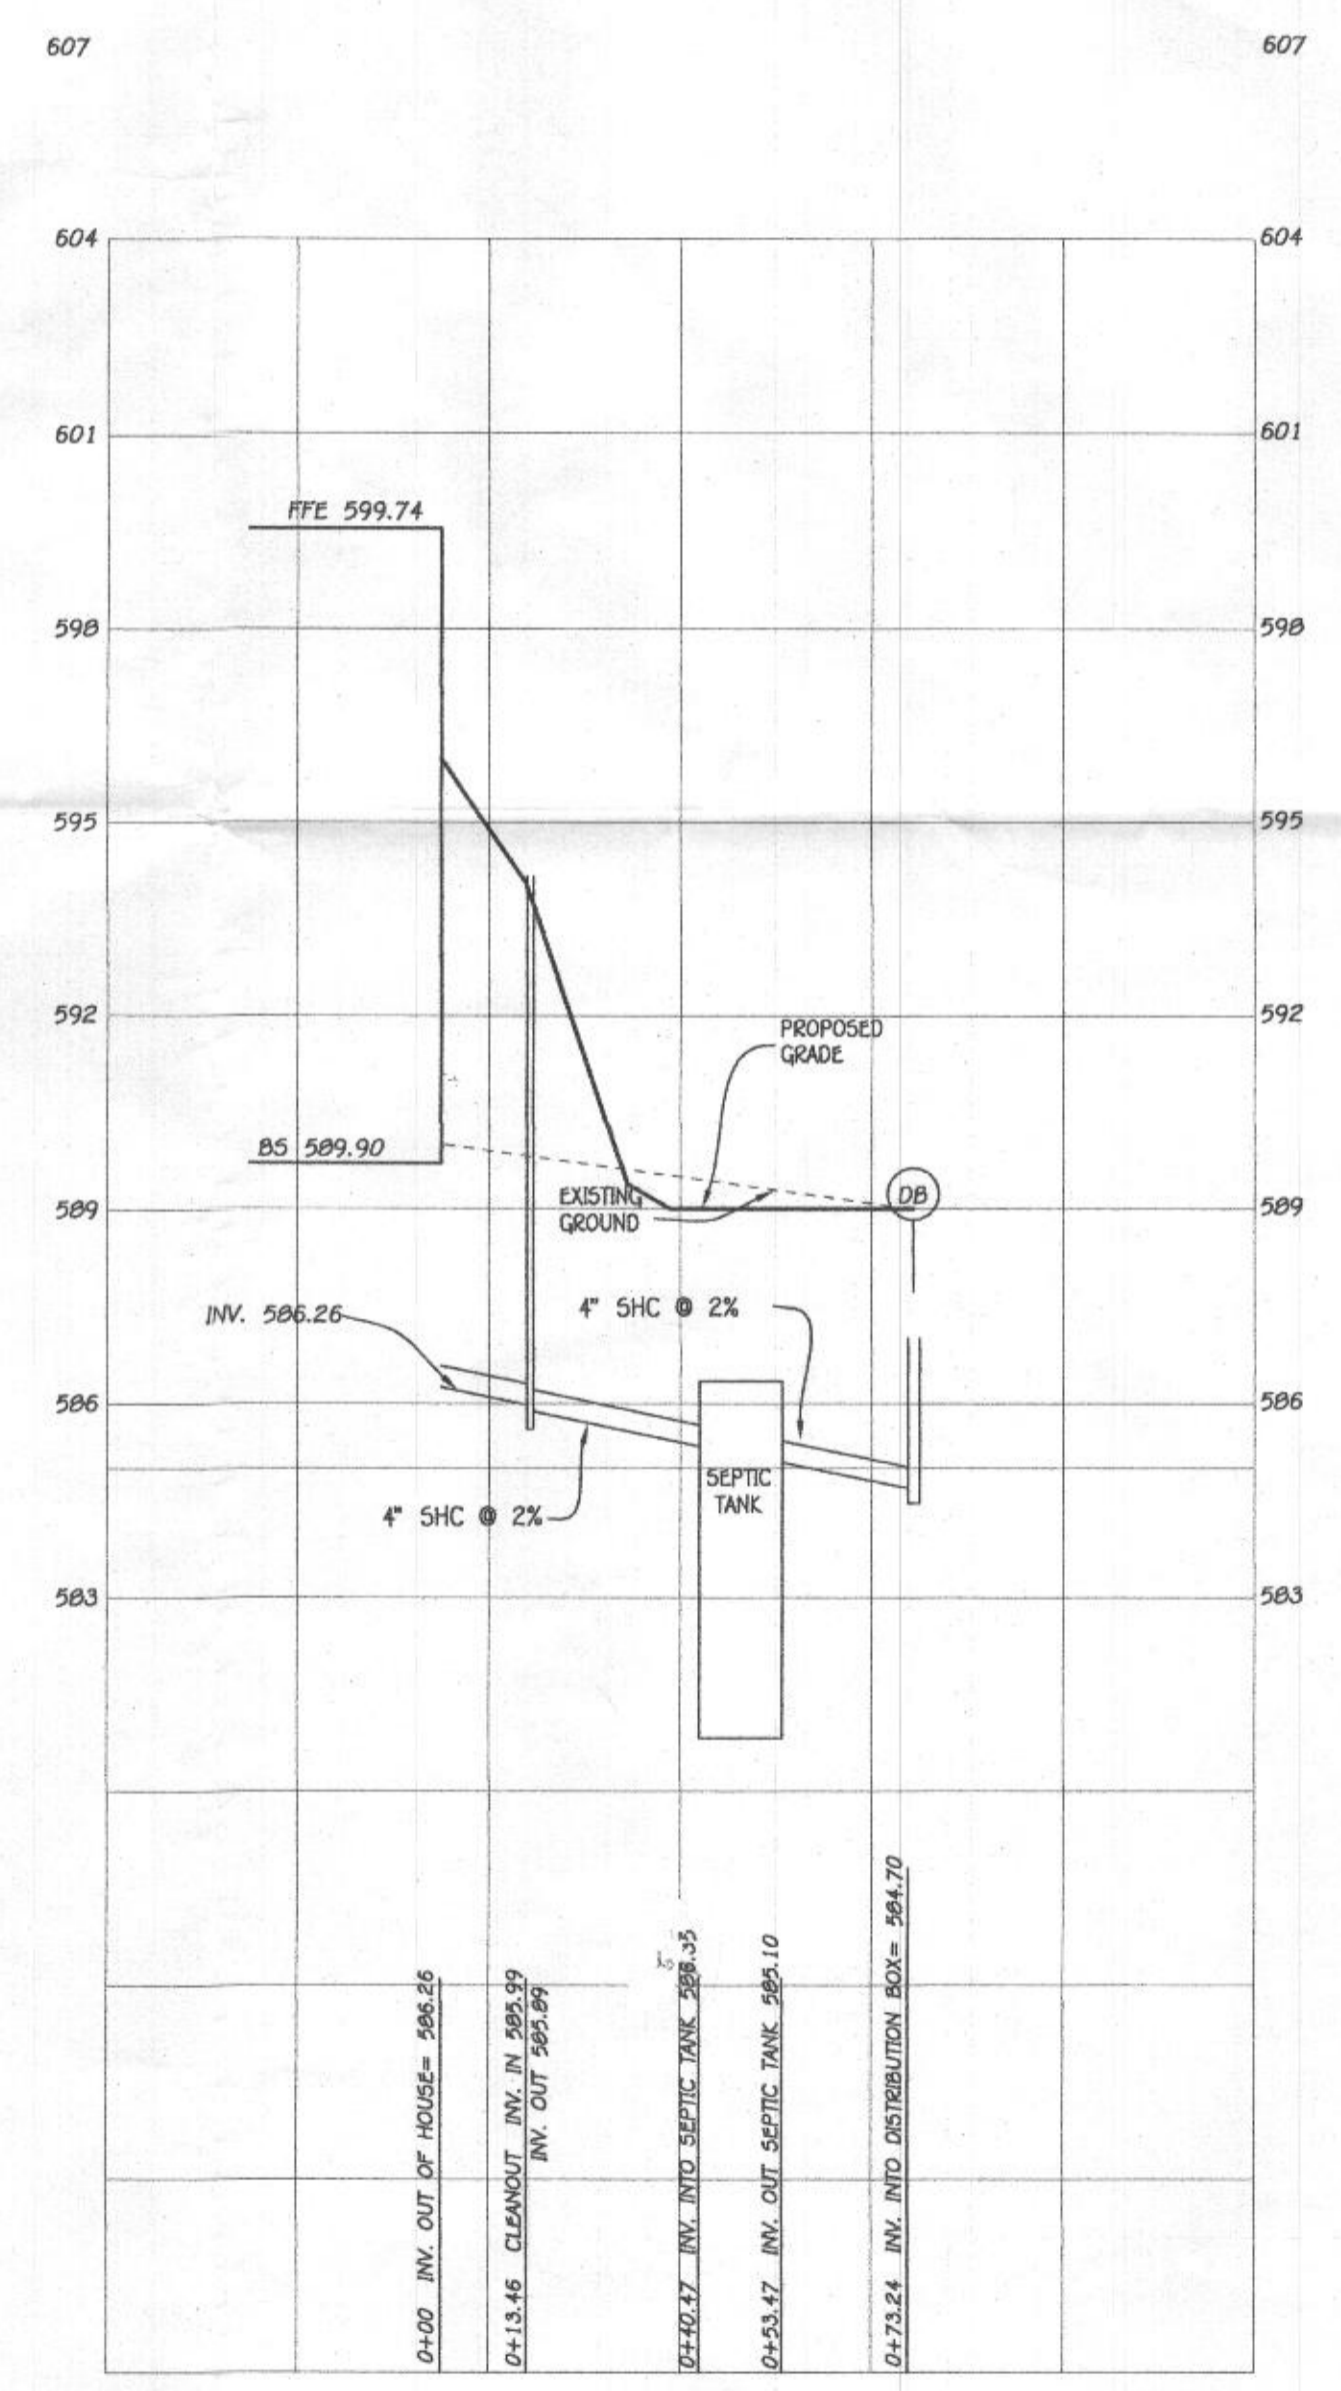 607
607
604
604
601
601
FFE 599.74
598
598
595
595
592
592
PROPOSED
GRADE
BS 589.90
EXISTING
GROUND
DB
589
589
INV. 586.26
4" SHC @ 2%
586
586
SEPTIC
TANK
4" SHC @ 2%
583
583
0+00 INV. OUT OF HOUSE= 586.26
0+13.46 CLEANOUT INV. IN 585.99
INV. OUT 585.89
0+40.47 INV. INTO SEPTIC TANK
0+53.47 INV. OUT SEPTIC TANK 585.10
0+73.24 INV. INTO DISTRIBUTION BOX= 584.70